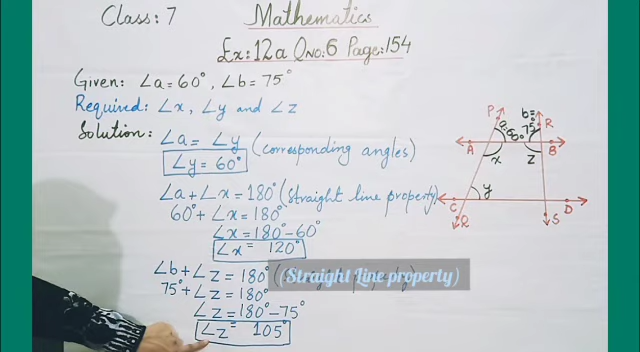 Class: 7 Mathematics
Ex: 12a QNO: 6 Page: 154
Given: ∠a = 60°, ∠b = 75°
Required: ∠x, ∠y and ∠z
Solution:
∠a = ∠y (corresponding angles)
∠y = 60°
∠a + ∠x = 180° (Straight line property)
60° + ∠x = 180°
∠x = 180° - 60°
∠x = 120°
∠b + ∠z = 180° (Straight Line property)
75° + ∠z = 180°
∠z = 180° - 75°
∠z = 105°
P
b =
75°
R
a = 60°
A
B
x
z
y
C
D
Q
S